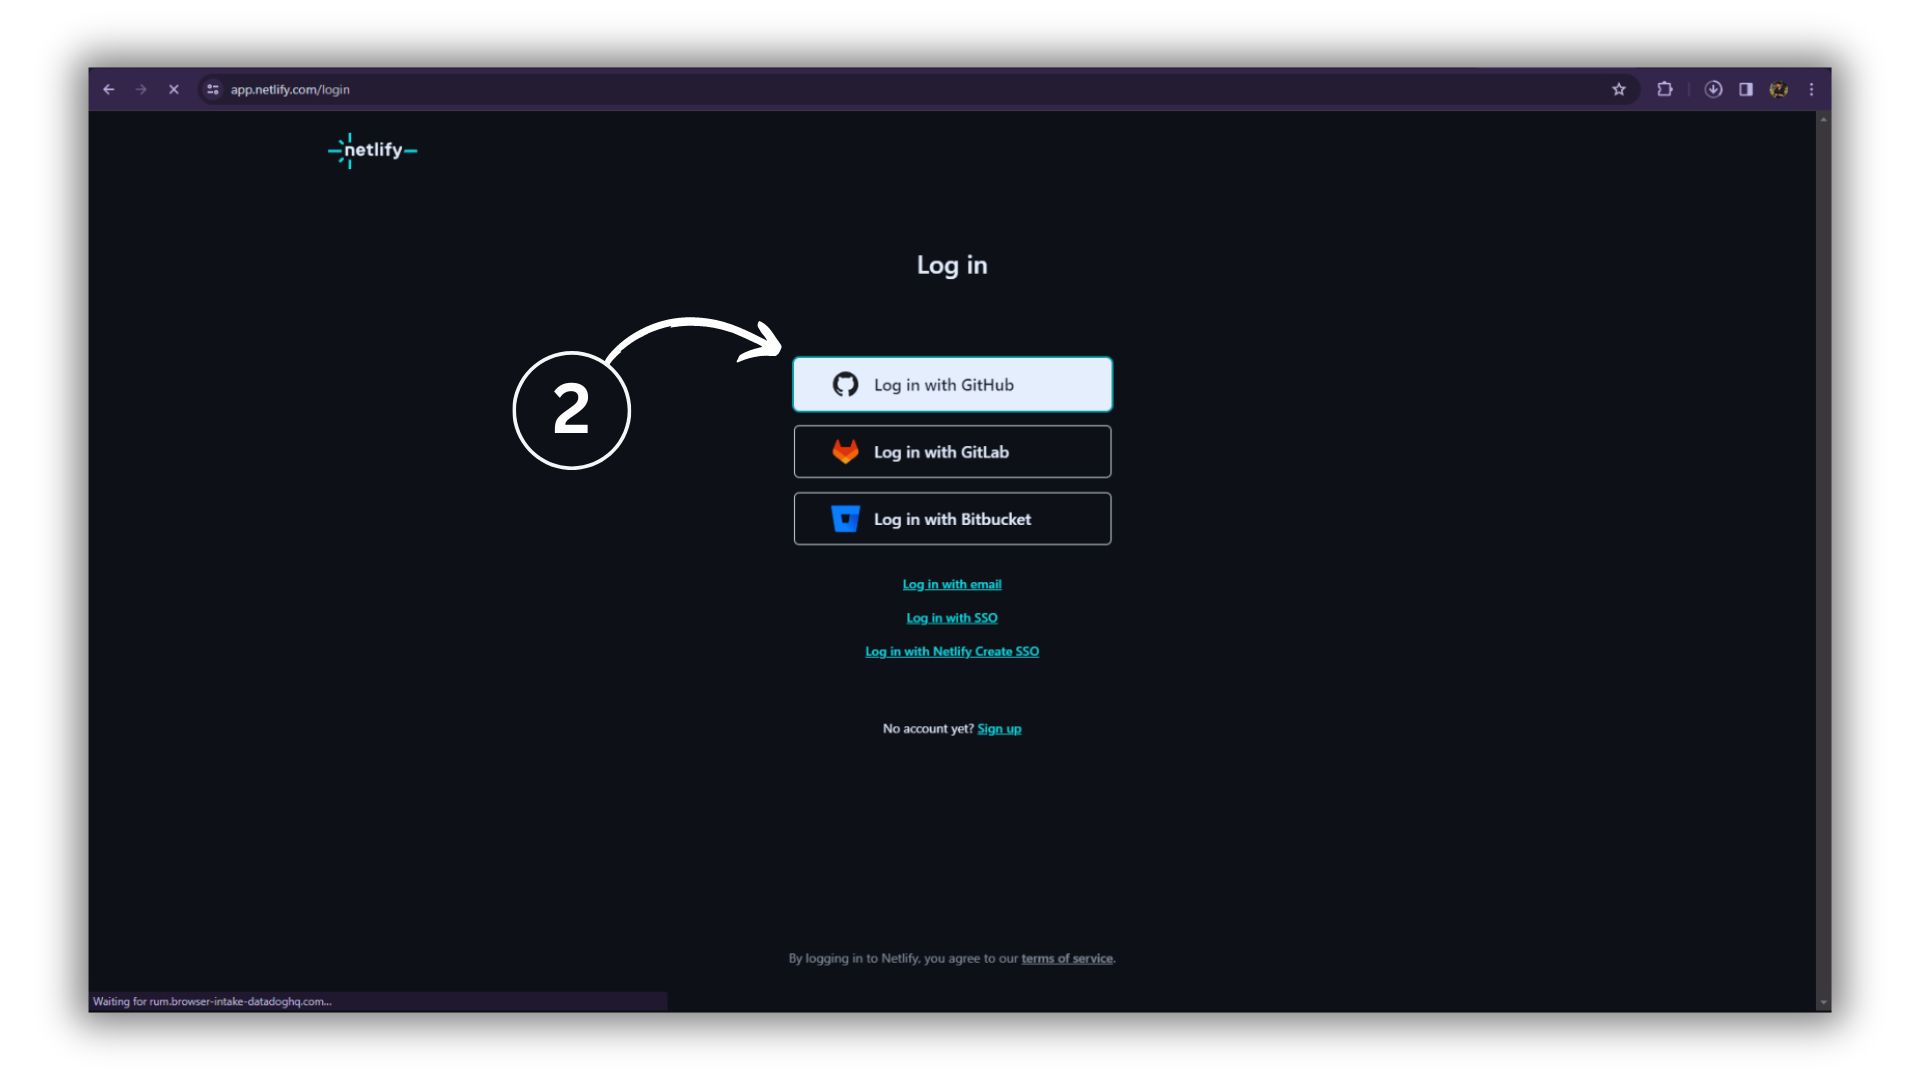 app.netlify.com/login
netlify
Log in
2
Log in with GitHub
Log in with GitLab
Log in with Bitbucket
Log in with email
Log in with SSO
Log in with Netlify Create SSO
No account yet? Sign up
By logging in to Netlify, you agree to our terms of service.
Waiting for rum.browser-intake-datadoghq.com...